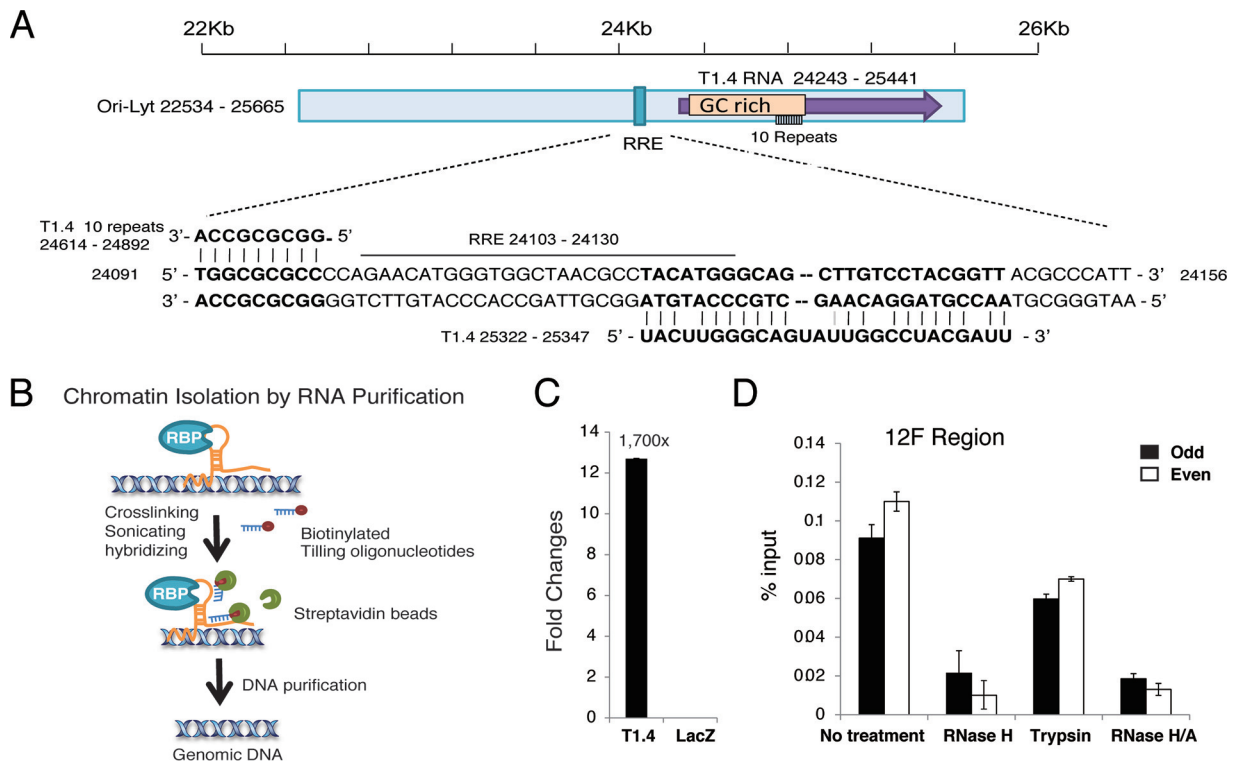 A
22Kb 24Kb 26Kb
T1.4 RNA 24243 - 25441
Ori-Lyt 22534 - 25665
GC rich
10 Repeats
RRE
T1.4 10 repeats
24614 - 24892
3'- ACCGCGCGG- 5'
RRE 24103 - 24130
24091 5' - TGGCGCGCCCCAGAACATGGGTGGCTAACGCCTACATGGGCAG -- CTTGTCCTACGGTT ACGCCCATT - 3' 24156
3' - ACCGCGCGGGGTCTTGTACCCACCGATTGCGGATGTACCCGTC -- GAACAGGATGCCAATGCGGGTAA - 5'
T1.4 25322 - 25347 5' - UACUUGGGCAGUAUUGGCCUACGAUU - 3'
B Chromatin Isolation by RNA Purification
RBP
Crosslinking
Sonicating
hybridizing
Biotinylated
Tilling oligonucleotides
RBP
Streptavidin beads
DNA purification
Genomic DNA
C
1,700x
Fold Changes
14
12
10
8
6
4
2
0
T1.4 LacZ
D
12F Region
Odd
Even
% input
0.14
0.12
0.1
0.08
0.06
0.04
0.02
0
No treatment RNase H Trypsin RNase H/A